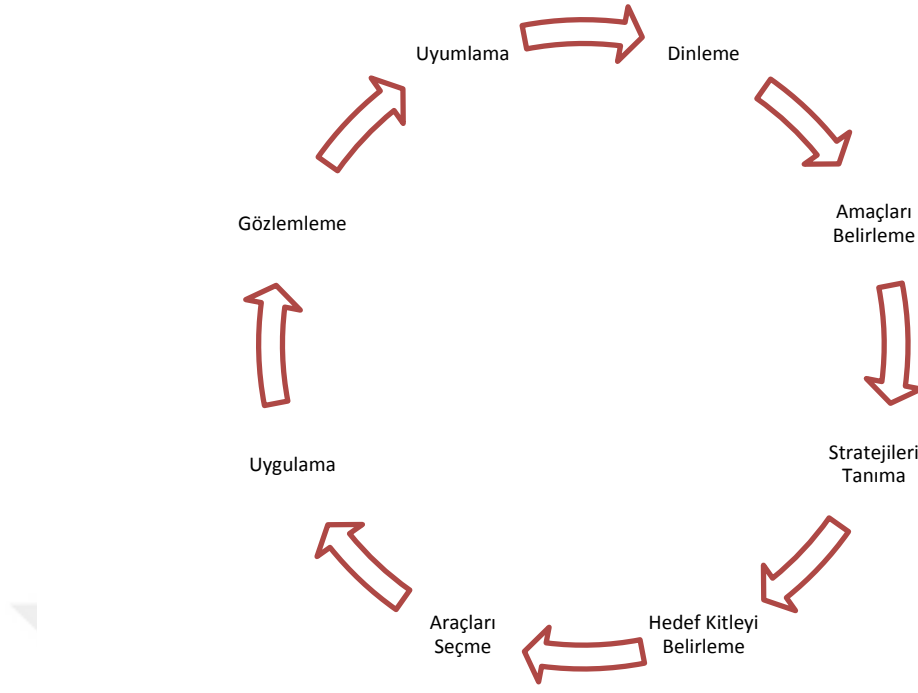 Uyumlama
Dinleme
Amaçları
Belirleme
Stratejileri
Tanıma
Hedef Kitleyi
Belirleme
Araçları
Seçme
Uygulama
Gözlemleme